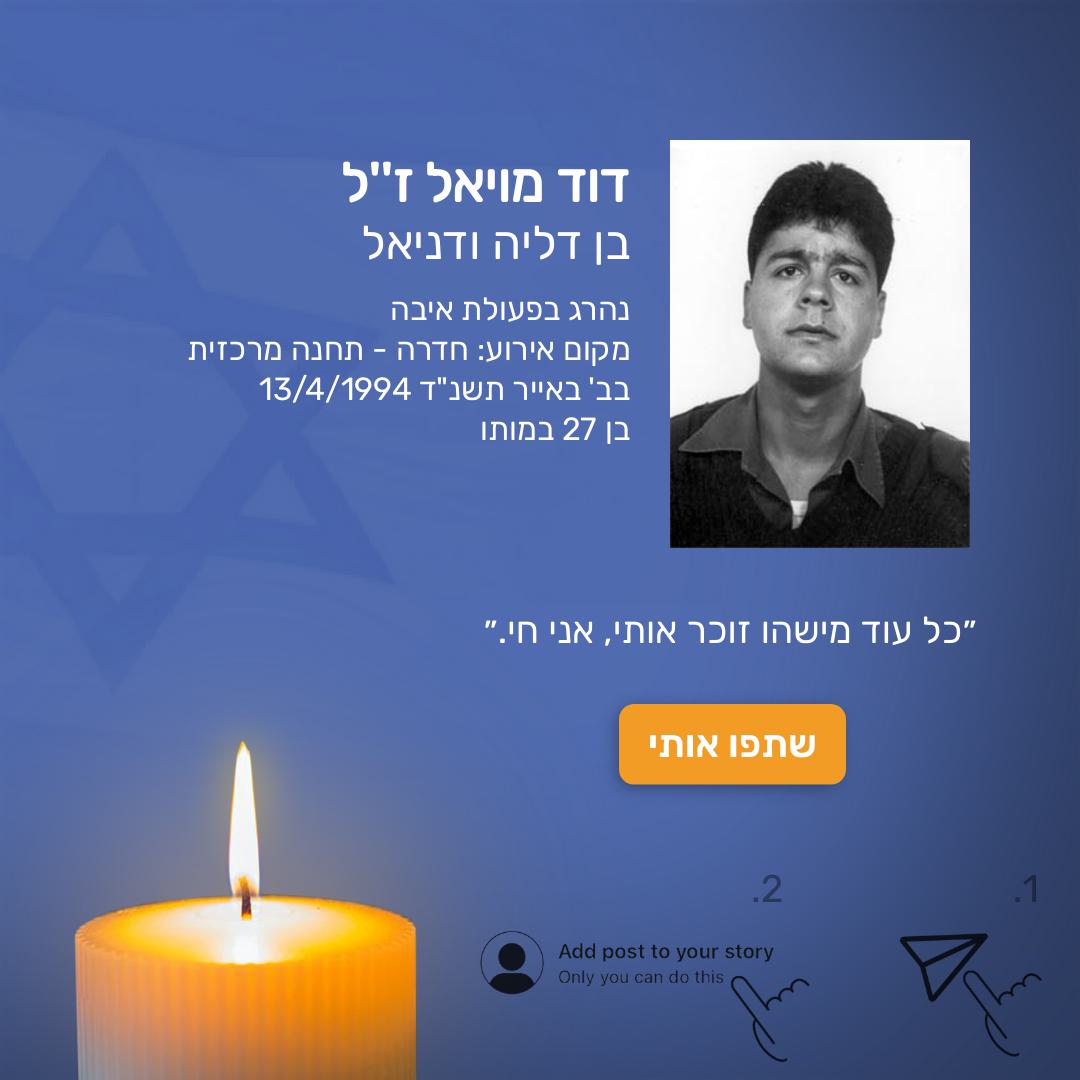 דוד מויאל ז"ל
בן דליה ודניאל
נהרג בפעולת איבה
מקום אירוע: חדרה - תחנה מרכזית
בב' באייר תשנ"ד 13/4/1994
בן 27 במותו
״כל עוד מישהו זוכר אותי, אני חי.״
שתפו אותי
1.
2.
Add post to your story
Only you can do this